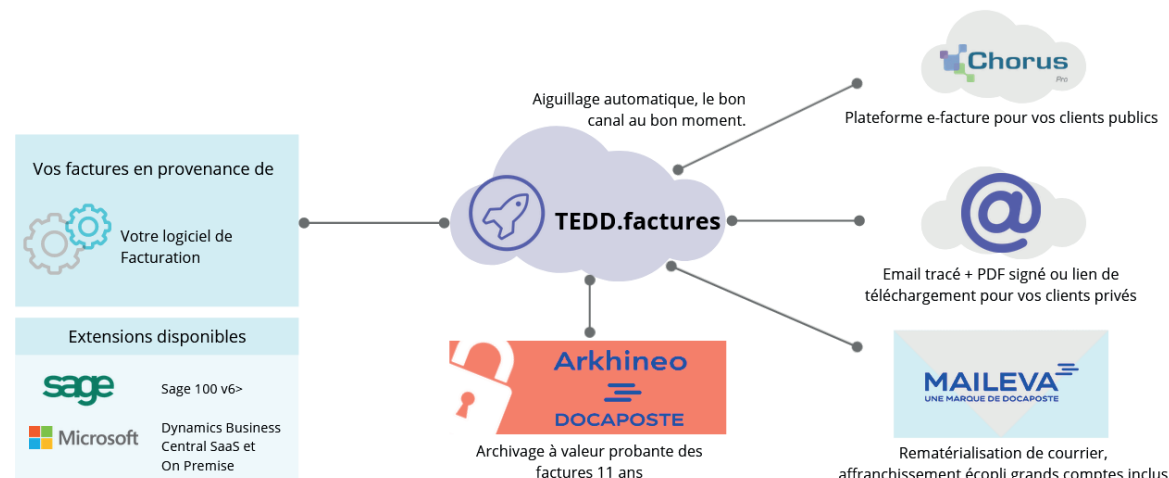 Vos factures en provenance de
Votre logiciel de
Facturation
Extensions disponibles
sage
Sage 100 v6>
Microsoft
Dynamics Business
Central SaaS et
On Premise
Aiguillage automatique, le bon
canal au bon moment.
TEDD.factures
Arkhineo
DOCAPOSTE
Archivage à valeur probante des
factures 11 ans
Chorus
Pro
Plateforme e-facture pour vos clients publics
@
Email tracé + PDF signé ou lien de
téléchargement pour vos clients privés
MAILEVA
UNE MARQUE DE DOCAPOSTE
Rematérialisation de courrier,
affranchissement écopli grands comptes inclus